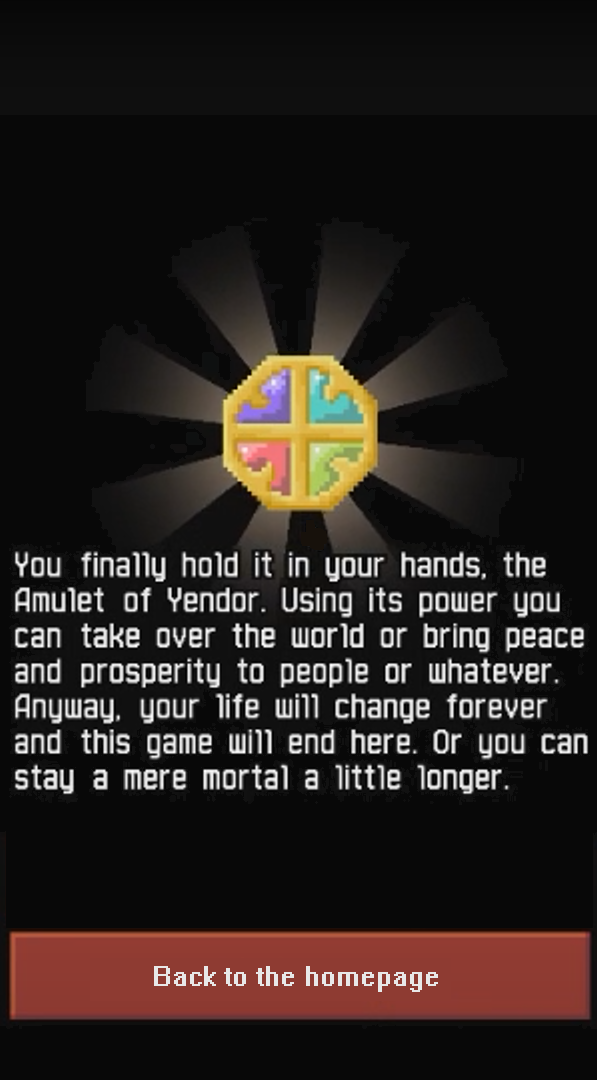 You finally hold it in your hands, the
Amulet of Yendor. Using its power you
can take over the world or bring peace
and prosperity to people or whatever.
Anyway, your life will change forever
and this game will end here. Or you can
stay a mere mortal a little longer.
Back to the homepage